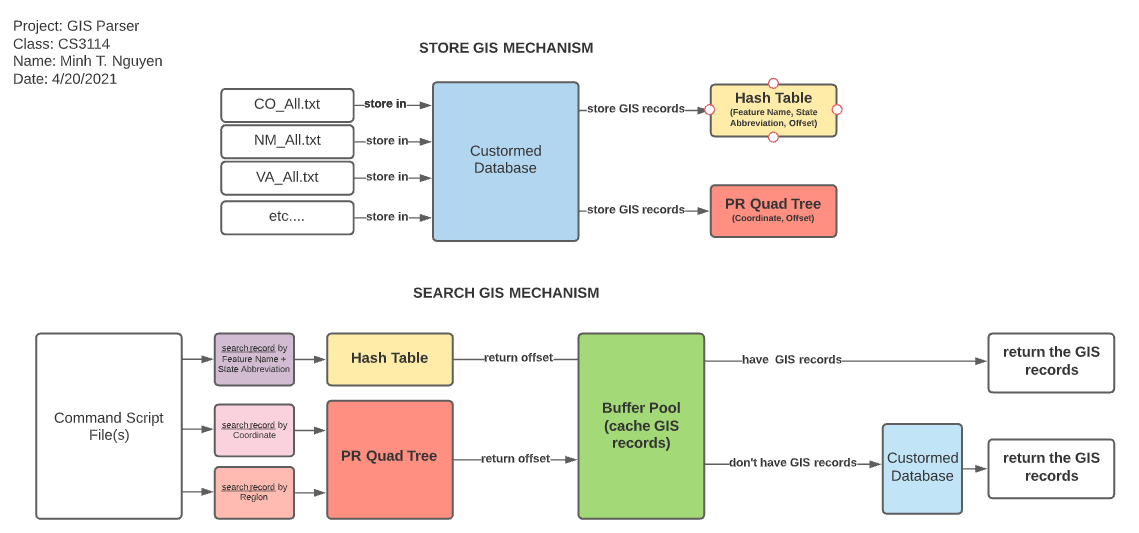 Project: GIS Parser
Class: CS3114
Name: Minh T. Nguyen
Date: 4/20/2021
STORE GIS MECHANISM
CO_All.txt
store in
NM_All.txt
store in
VA_All.txt
store in
etc....
store in
Custormed
Database
store GIS records
Hash Table
(Feature Name, State
Abbreviation, Offset)
store GIS records
PR Quad Tree
(Coordinate, Offset)
SEARCH GIS MECHANISM
Command Script
File(s)
search record by
Feature Name +
State Abbreviation
search record by
Coordinate
search record by
Region
Hash Table
PR Quad Tree
return offset
return offset
Buffer Pool
(cache GIS
records)
have  GIS records
return the GIS
records
don't have GIS records
Custormed
Database
return the GIS
records